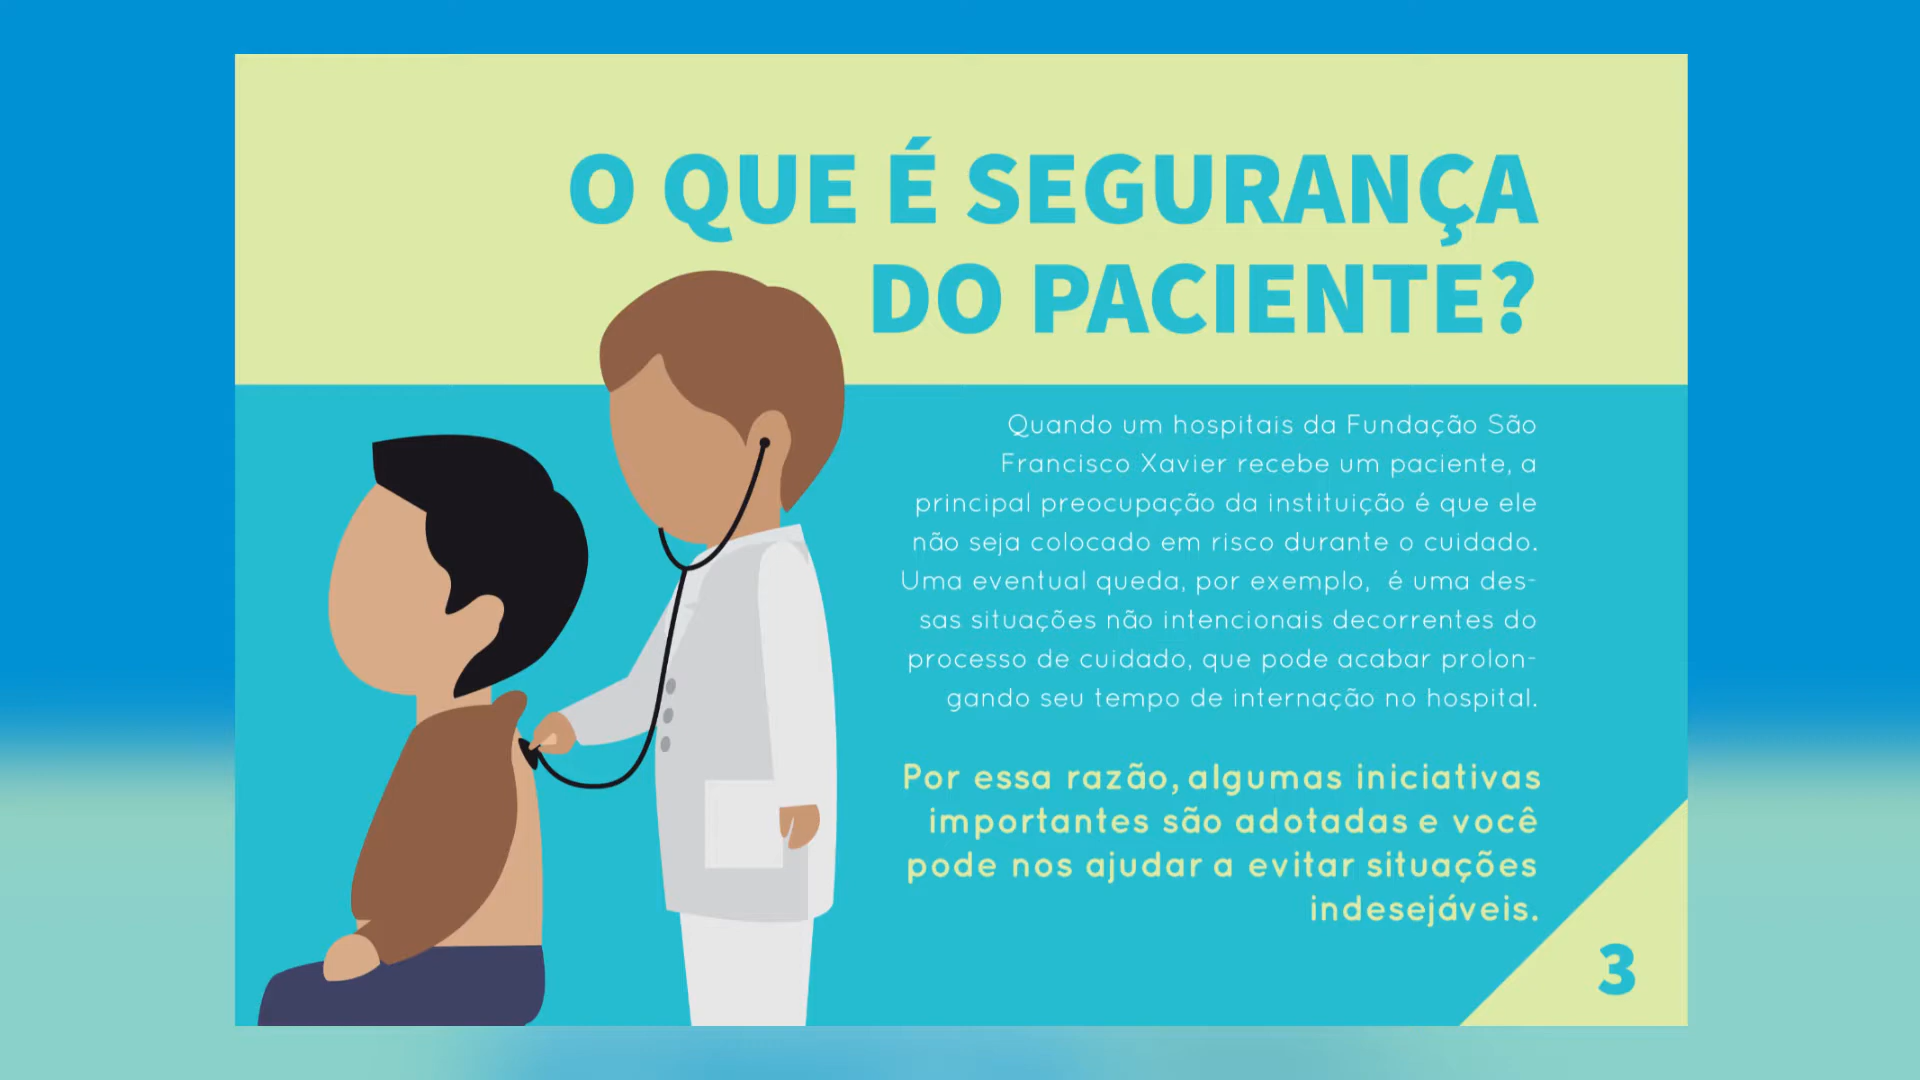 O QUE É SEGURANÇA
DO PACIENTE?
Quando um hospitais da Fundação São
Francisco Xavier recebe um paciente, a
principal preocupação da instituição é que ele
não seja colocado em risco durante o cuidado.
Uma eventual queda, por exemplo,  é uma des-
sas situações não intencionais decorrentes do
processo de cuidado, que pode acabar prolon-
gando seu tempo de internação no hospital.
Por essa razão, algumas iniciativas
importantes são adotadas e você
pode nos ajudar a evitar situações
indesejáveis.
3